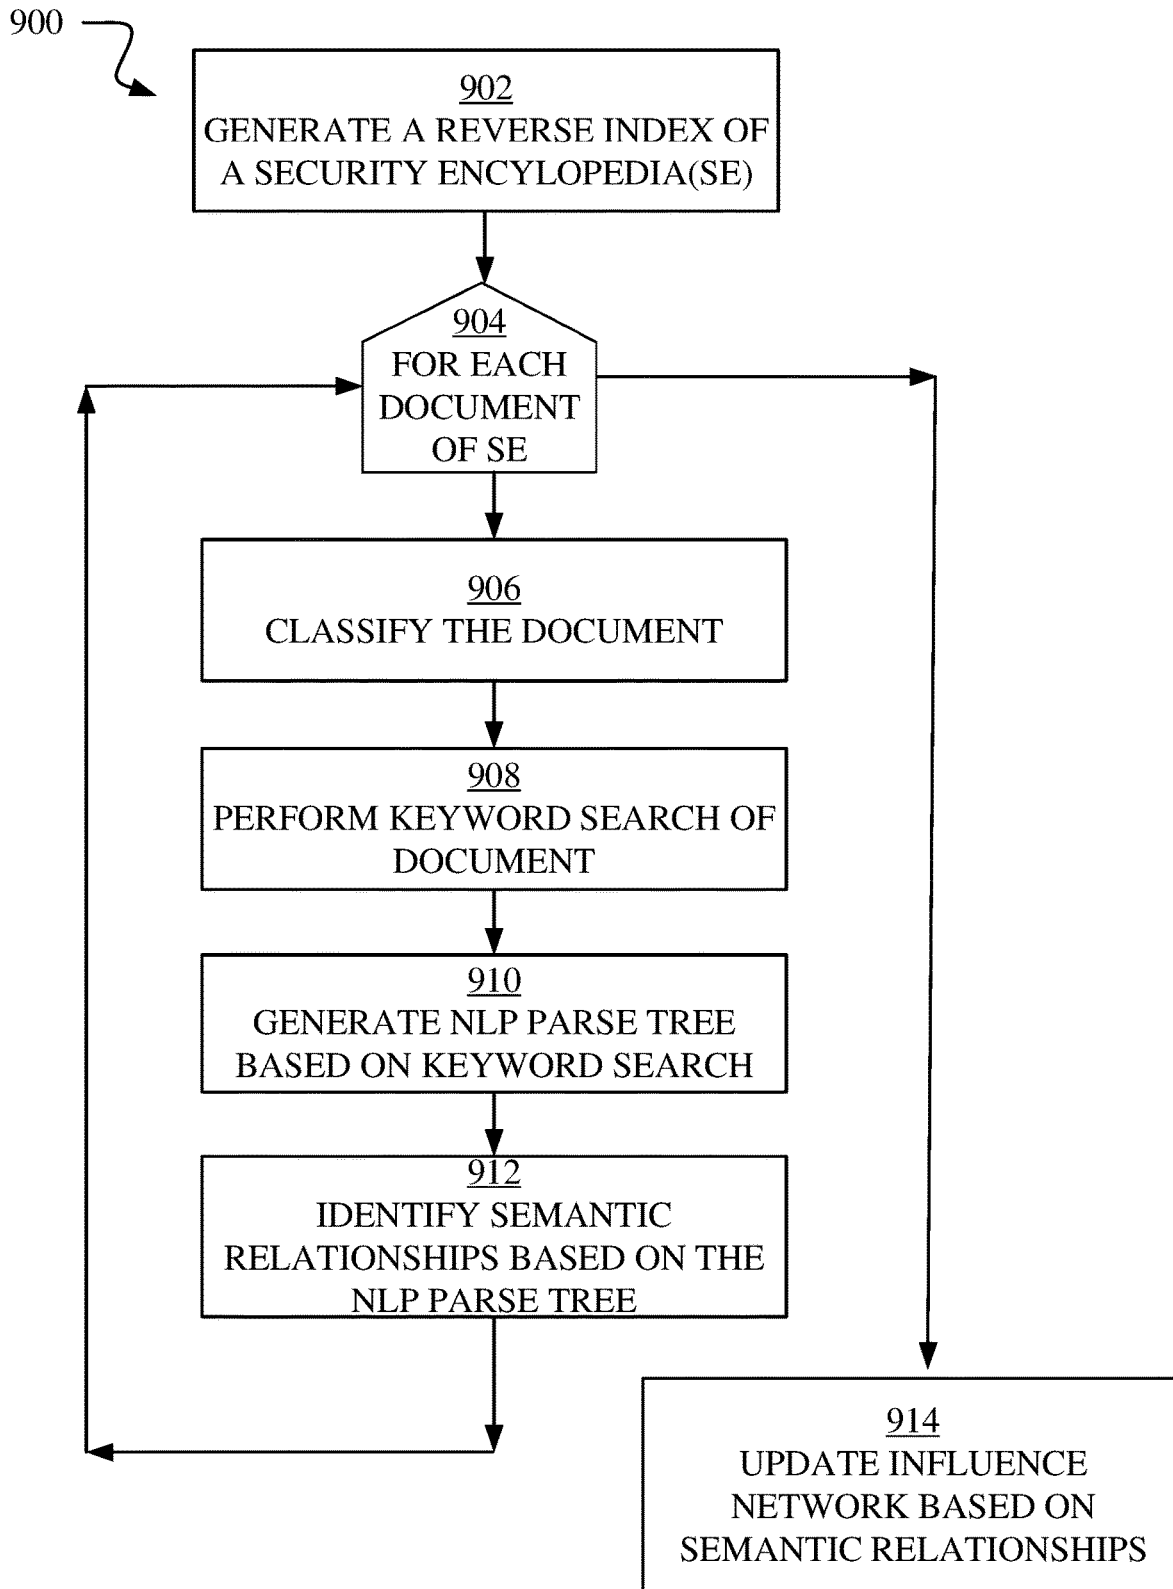 900
902
GENERATE A REVERSE INDEX OF
A SECURITY ENCYLOPEDIA(SE)
904
FOR EACH
DOCUMENT
OF SE
906
CLASSIFY THE DOCUMENT
908
PERFORM KEYWORD SEARCH OF
DOCUMENT
910
GENERATE NLP PARSE TREE
BASED ON KEYWORD SEARCH
912
IDENTIFY SEMANTIC
RELATIONSHIPS BASED ON THE
NLP PARSE TREE
914
UPDATE INFLUENCE
NETWORK BASED ON
SEMANTIC RELATIONSHIPS